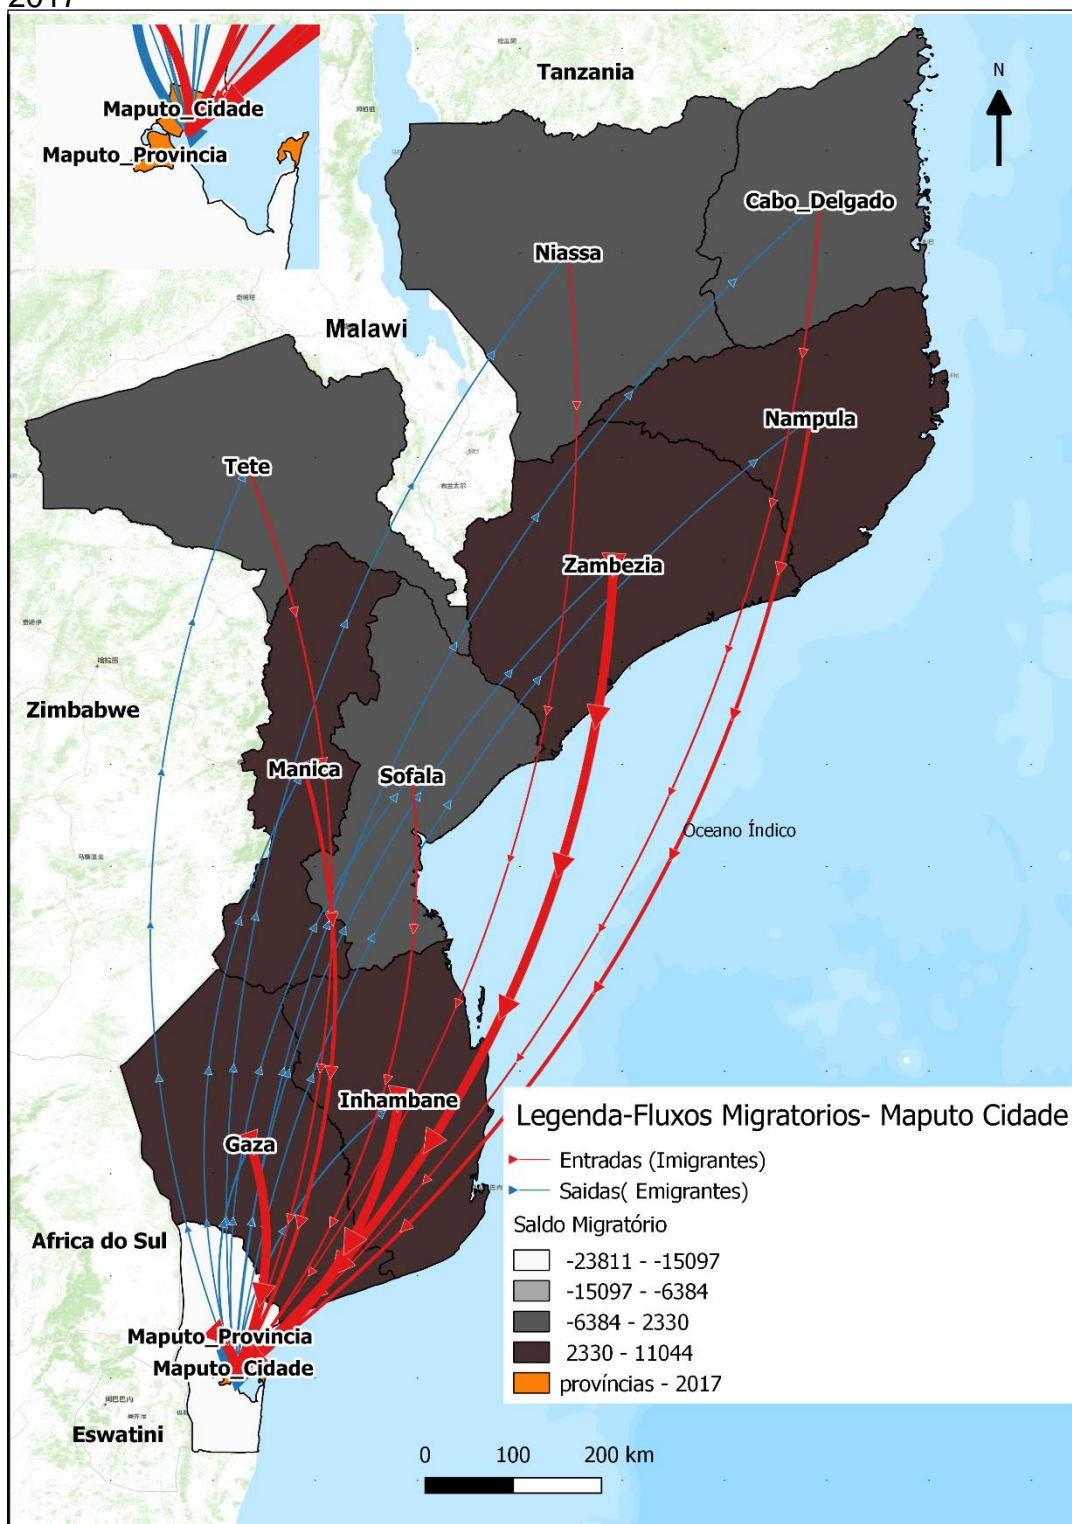 2017
Maputo_Cidade
Maputo_Provincia
Tanzania
N
Cabo_Delgado
Niassa
Malawi
Nampula
Tete
Zambezia
Zimbabwe
Manica
Sofala
Oceano Índico
Inhambane
Gaza
Legenda-Fluxos Migratorios- Maputo Cidade
Entradas (Imigrantes)
Saidas( Emigrantes)
Saldo Migratório
-23811 - -15097
-15097 - -6384
-6384 - 2330
2330 - 11044
províncias - 2017
Africa do Sul
Maputo_Provincia
Maputo_Cidade
Eswatini
0 100 200 km